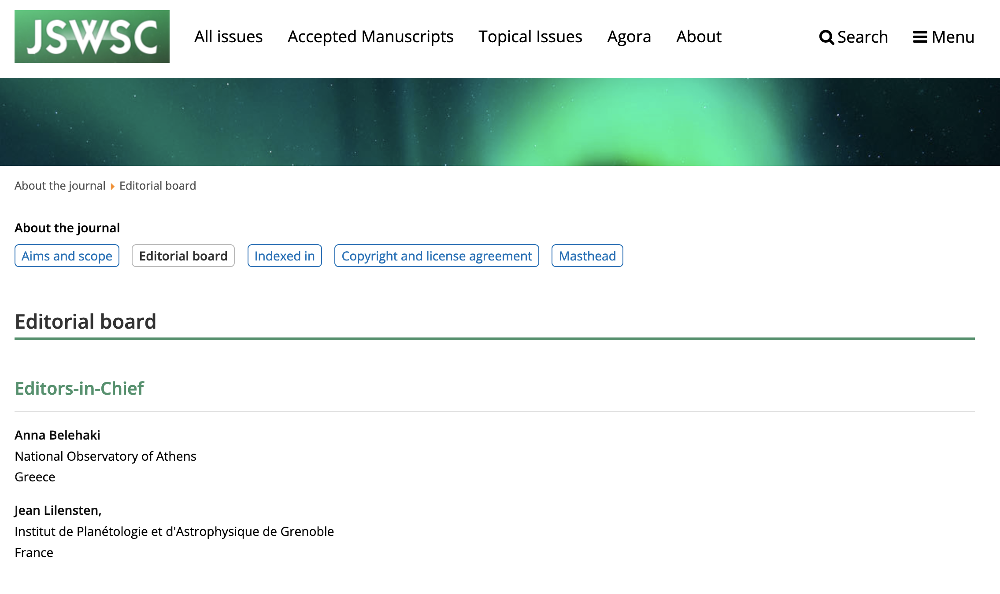 JSWSC
All issues Accepted Manuscripts Topical Issues Agora About Search Menu
About the journal Editorial board
About the journal
Aims and scope Editorial board Indexed in Copyright and license agreement Masthead
Editorial board
Editors-in-Chief
Anna Belehaki
National Observatory of Athens
Greece
Jean Lilensten,
Institut de Planétologie et d'Astrophysique de Grenoble
France